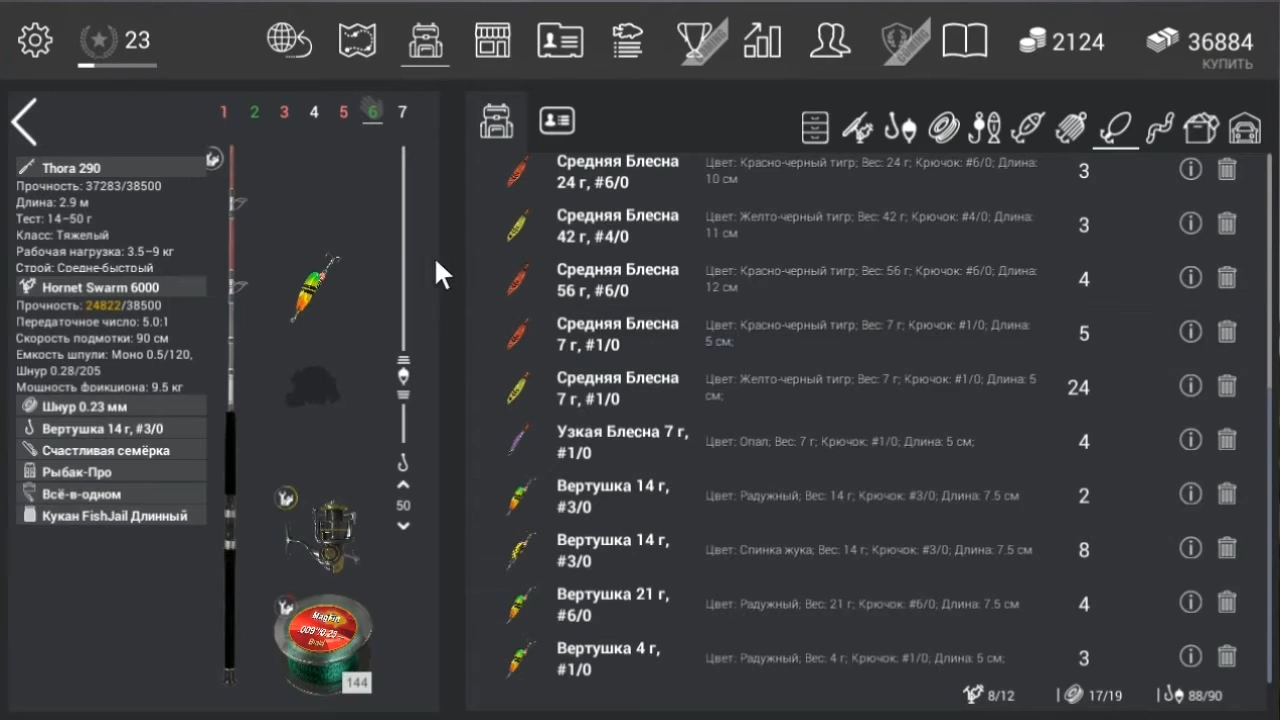 23
2124
36884
КУПИТЬ
1 2 3 4 5 6 7
Thora 290
Прочность: 37283/38500
Длина: 2.9 м
Тест: 14–50 г
Класс: Тяжелый
Рабочая нагрузка: 3.5–9 кг
Строй: Средне-быстрый
Hornet Swarm 6000
Прочность: 24822/38500
Передаточное число: 5.0:1
Скорость подмотки: 90 см
Емкость шпули: Моно 0.5/120,
Шнур 0.28/205
Мощность фрикциона: 9.5 кг
Шнур 0.23 мм
Вертушка 14 г, #3/0
Счастливая семёрка
Рыбак-Про
Всё-в-одном
Кукан FishJail Длинный
50
MagFin
.009"/0.23
Braid
144
Средняя Блесна
24 г, #6/0
Цвет: Красно-черный тигр; Вес: 24 г; Крючок: #6/0; Длина:
10 см
3
Средняя Блесна
42 г, #4/0
Цвет: Желто-черный тигр; Вес: 42 г; Крючок: #4/0; Длина:
11 см
3
Средняя Блесна
56 г, #6/0
Цвет: Красно-черный тигр; Вес: 56 г; Крючок: #6/0; Длина:
12 см
4
Средняя Блесна
7 г, #1/0
Цвет: Красно-черный тигр; Вес: 7 г; Крючок: #1/0; Длина:
5 см;
5
Средняя Блесна
7 г, #1/0
Цвет: Желто-черный тигр; Вес: 7 г; Крючок: #1/0; Длина: 5
см;
24
Узкая Блесна 7 г,
#1/0
Цвет: Опал; Вес: 7 г; Крючок: #1/0; Длина: 5 см;
4
Вертушка 14 г,
#3/0
Цвет: Радужный; Вес: 14 г; Крючок: #3/0; Длина: 7.5 см
2
Вертушка 14 г,
#3/0
Цвет: Спинка жука; Вес: 14 г; Крючок: #3/0; Длина: 7.5 см
8
Вертушка 21 г,
#6/0
Цвет: Радужный; Вес: 21 г; Крючок: #6/0; Длина: 7.5 см
4
Вертушка 4 г,
#1/0
Цвет: Радужный; Вес: 4 г; Крючок: #1/0; Длина: 5 см;
3
8/12
17/19
88/90